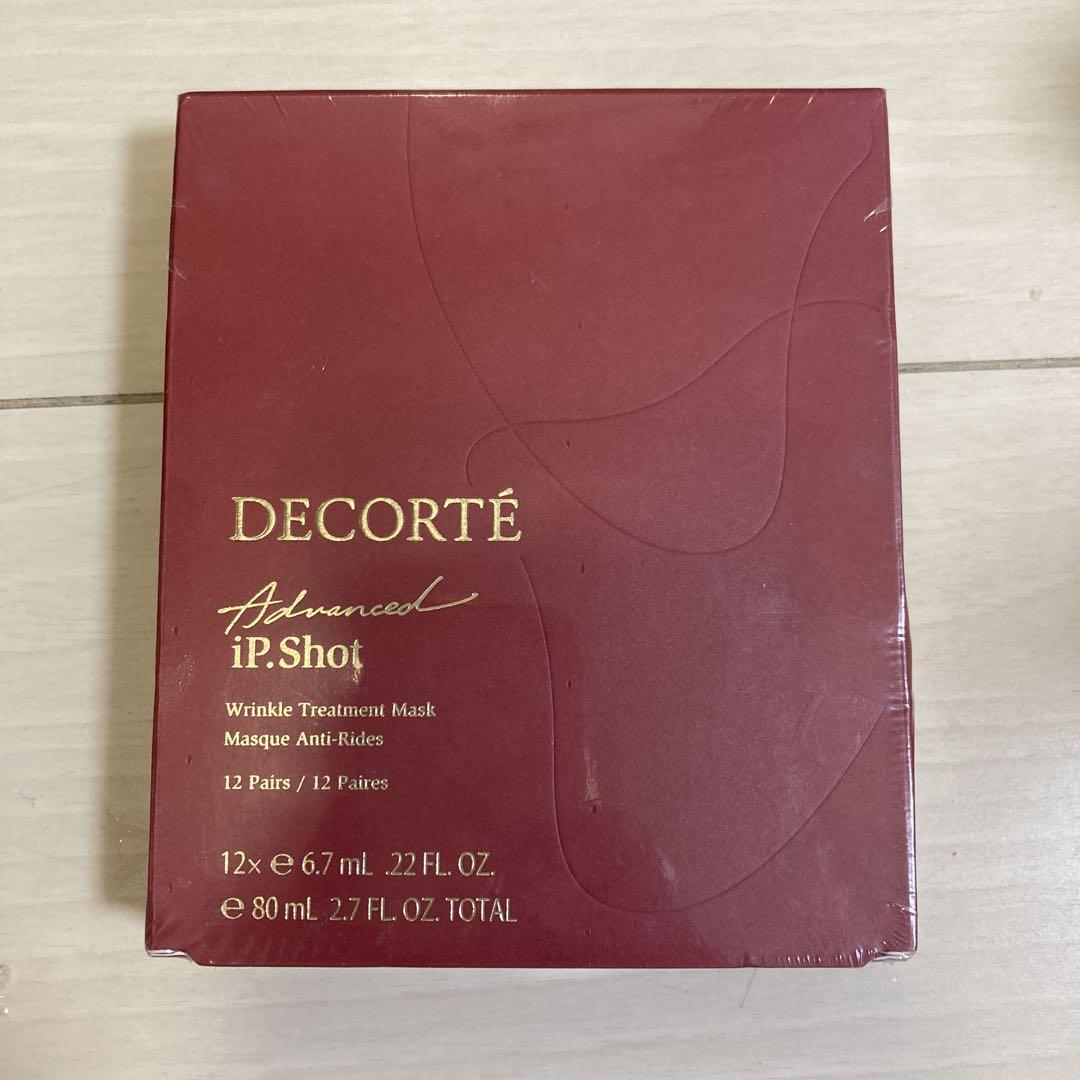 DECORTÉ
Advanced
iP.Shot
Wrinkle Treatment Mask
Masque Anti-Rides
12 Pairs / 12 Paires
12x ℮ 6.7 mL .22 FL. OZ.
℮ 80 mL 2.7 FL. OZ. TOTAL